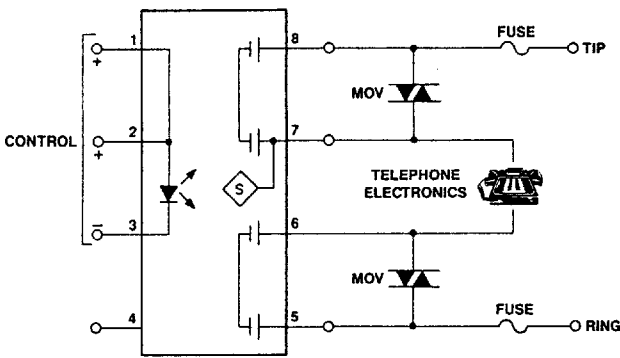 FUSE
1
8
TIP
+
MOV
CONTROL
2
7
+
S
TELEPHONE
ELECTRONICS
3
6
−
MOV
FUSE
4
5
RING